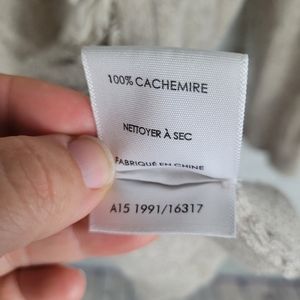 100% CACHEMIRE
NETTOYER À SEC
FABRIQUÉ EN CHINE
A15 1991/16317